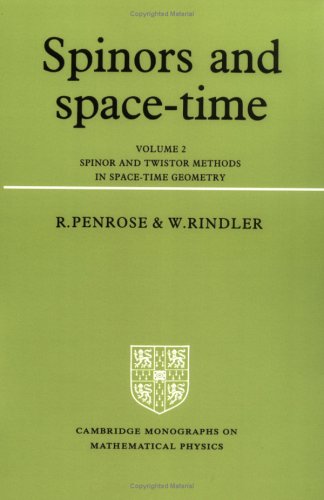 Spinors and
space-time
VOLUME 2
SPINOR AND TWISTOR METHODS
IN SPACE-TIME GEOMETRY
R.PENROSE & W.RINDLER
CAMBRIDGE MONOGRAPHS ON
MATHEMATICAL PHYSICS